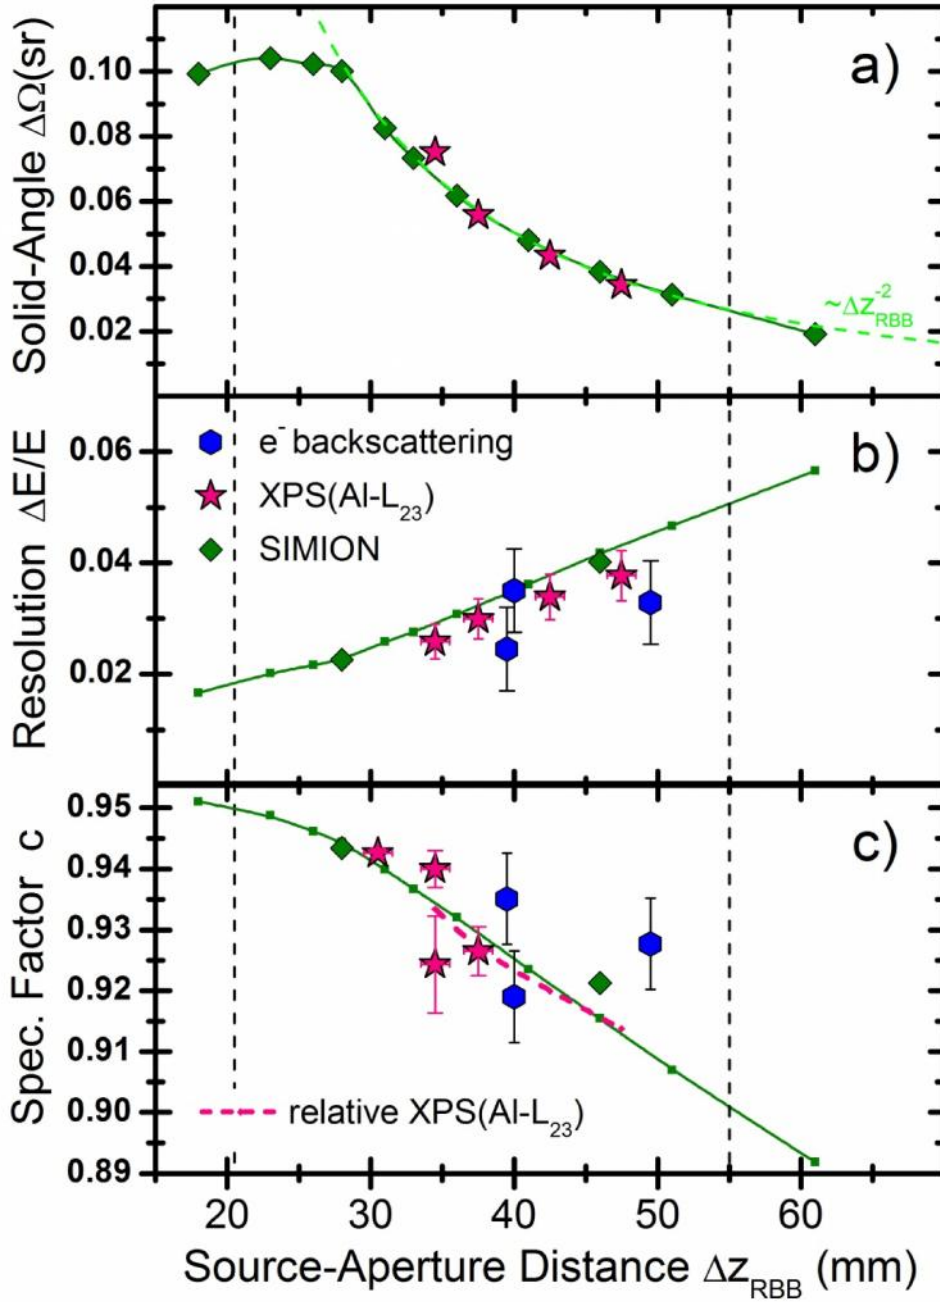 a)
Solid-Angle ΔΩ(sr)
0.10
0.08
0.06
0.04
0.02
~Δz_RBB^-2
b)
Resolution ΔE/E
0.06
0.04
0.02
e⁻ backscattering
XPS(Al-L₂₃)
SIMION
c)
Spec. Factor c
0.95
0.94
0.93
0.92
0.91
0.90
0.89
relative XPS(Al-L₂₃)
20 30 40 50 60
Source-Aperture Distance Δz_RBB (mm)